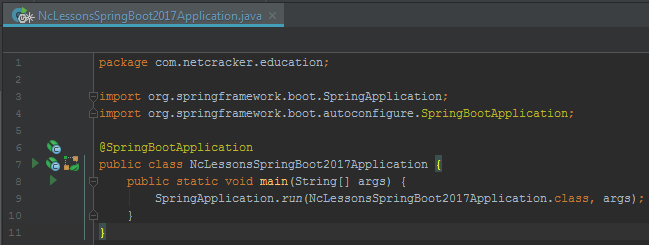 NcLessonsSpringBoot2017Application.java
1 package com.netcracker.education;
2
3 import org.springframework.boot.SpringApplication;
4 import org.springframework.boot.autoconfigure.SpringBootApplication;
5
6 @SpringBootApplication
7 public class NcLessonsSpringBoot2017Application {
8 public static void main(String[] args) {
9 SpringApplication.run(NcLessonsSpringBoot2017Application.class, args);
10 }
11 }